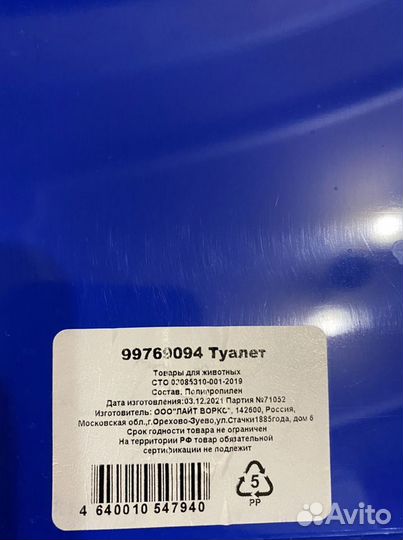 99769094 Туалет
Товары для животных
СТО 02085310-001-2019
Состав, Полипропилен
Дата изготовления:03.12.2021 Партия №71052
Изготовитель: ООО"ЛАЙТ ВОРКС", 142600, Россия,
Московская обл.,г.Орехово-Зуево,ул.Стачки1885года, дом 6
Срок годности товара не ограничен
На территории РФ товар обязательной
сертификации не подлежит
4 640010 547940
5
PP
Avito